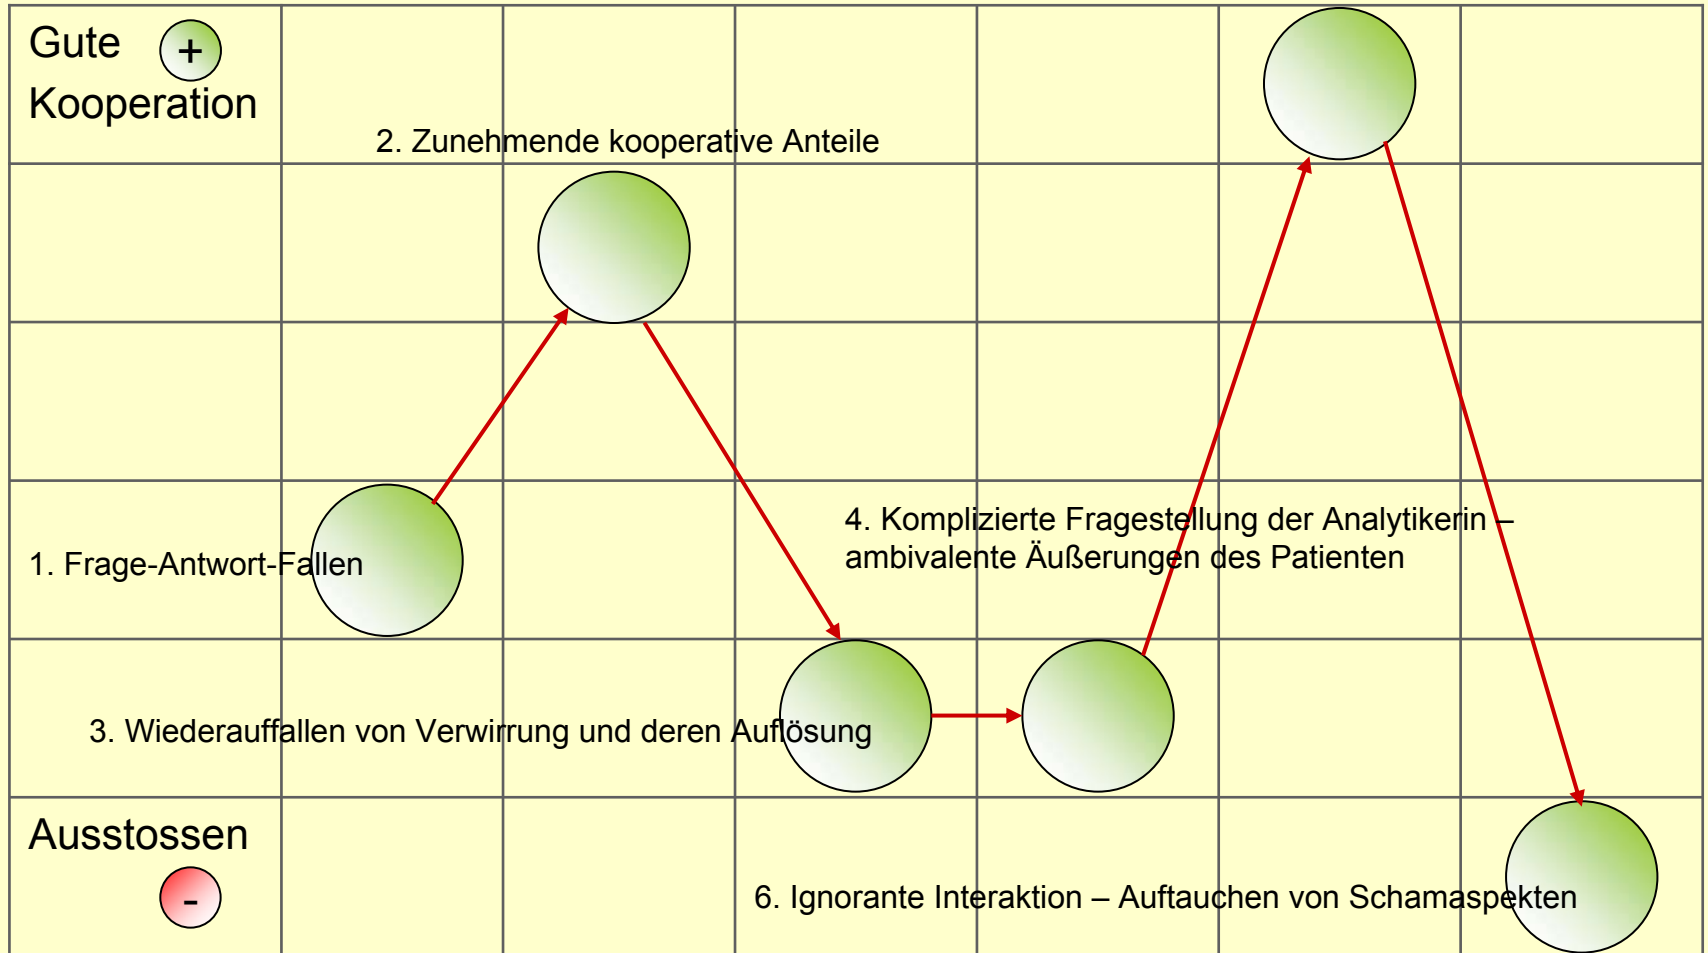 Gute +
Kooperation
2. Zunehmende kooperative Anteile
4. Komplizierte Fragestellung der Analytikerin –
ambivalente Äußerungen des Patienten
1. Frage-Antwort-Fallen
3. Wiederauffallen von Verwirrung und deren Auflösung
Ausstossen
-
6. Ignorante Interaktion – Auftauchen von Schamaspekten